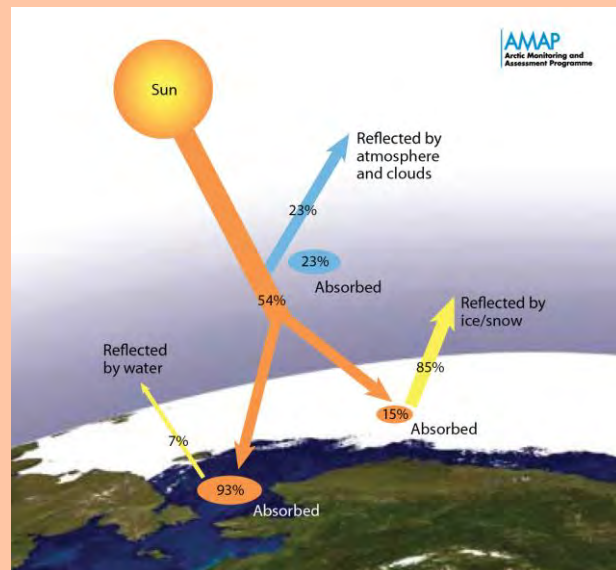 AMAP
Arctic Monitoring and
Assessment Programme
Sun
Reflected by
atmosphere
and clouds
23%
23%
Absorbed
54%
Reflected by
ice/snow
Reflected
by water
85%
7%
15%
Absorbed
93%
Absorbed